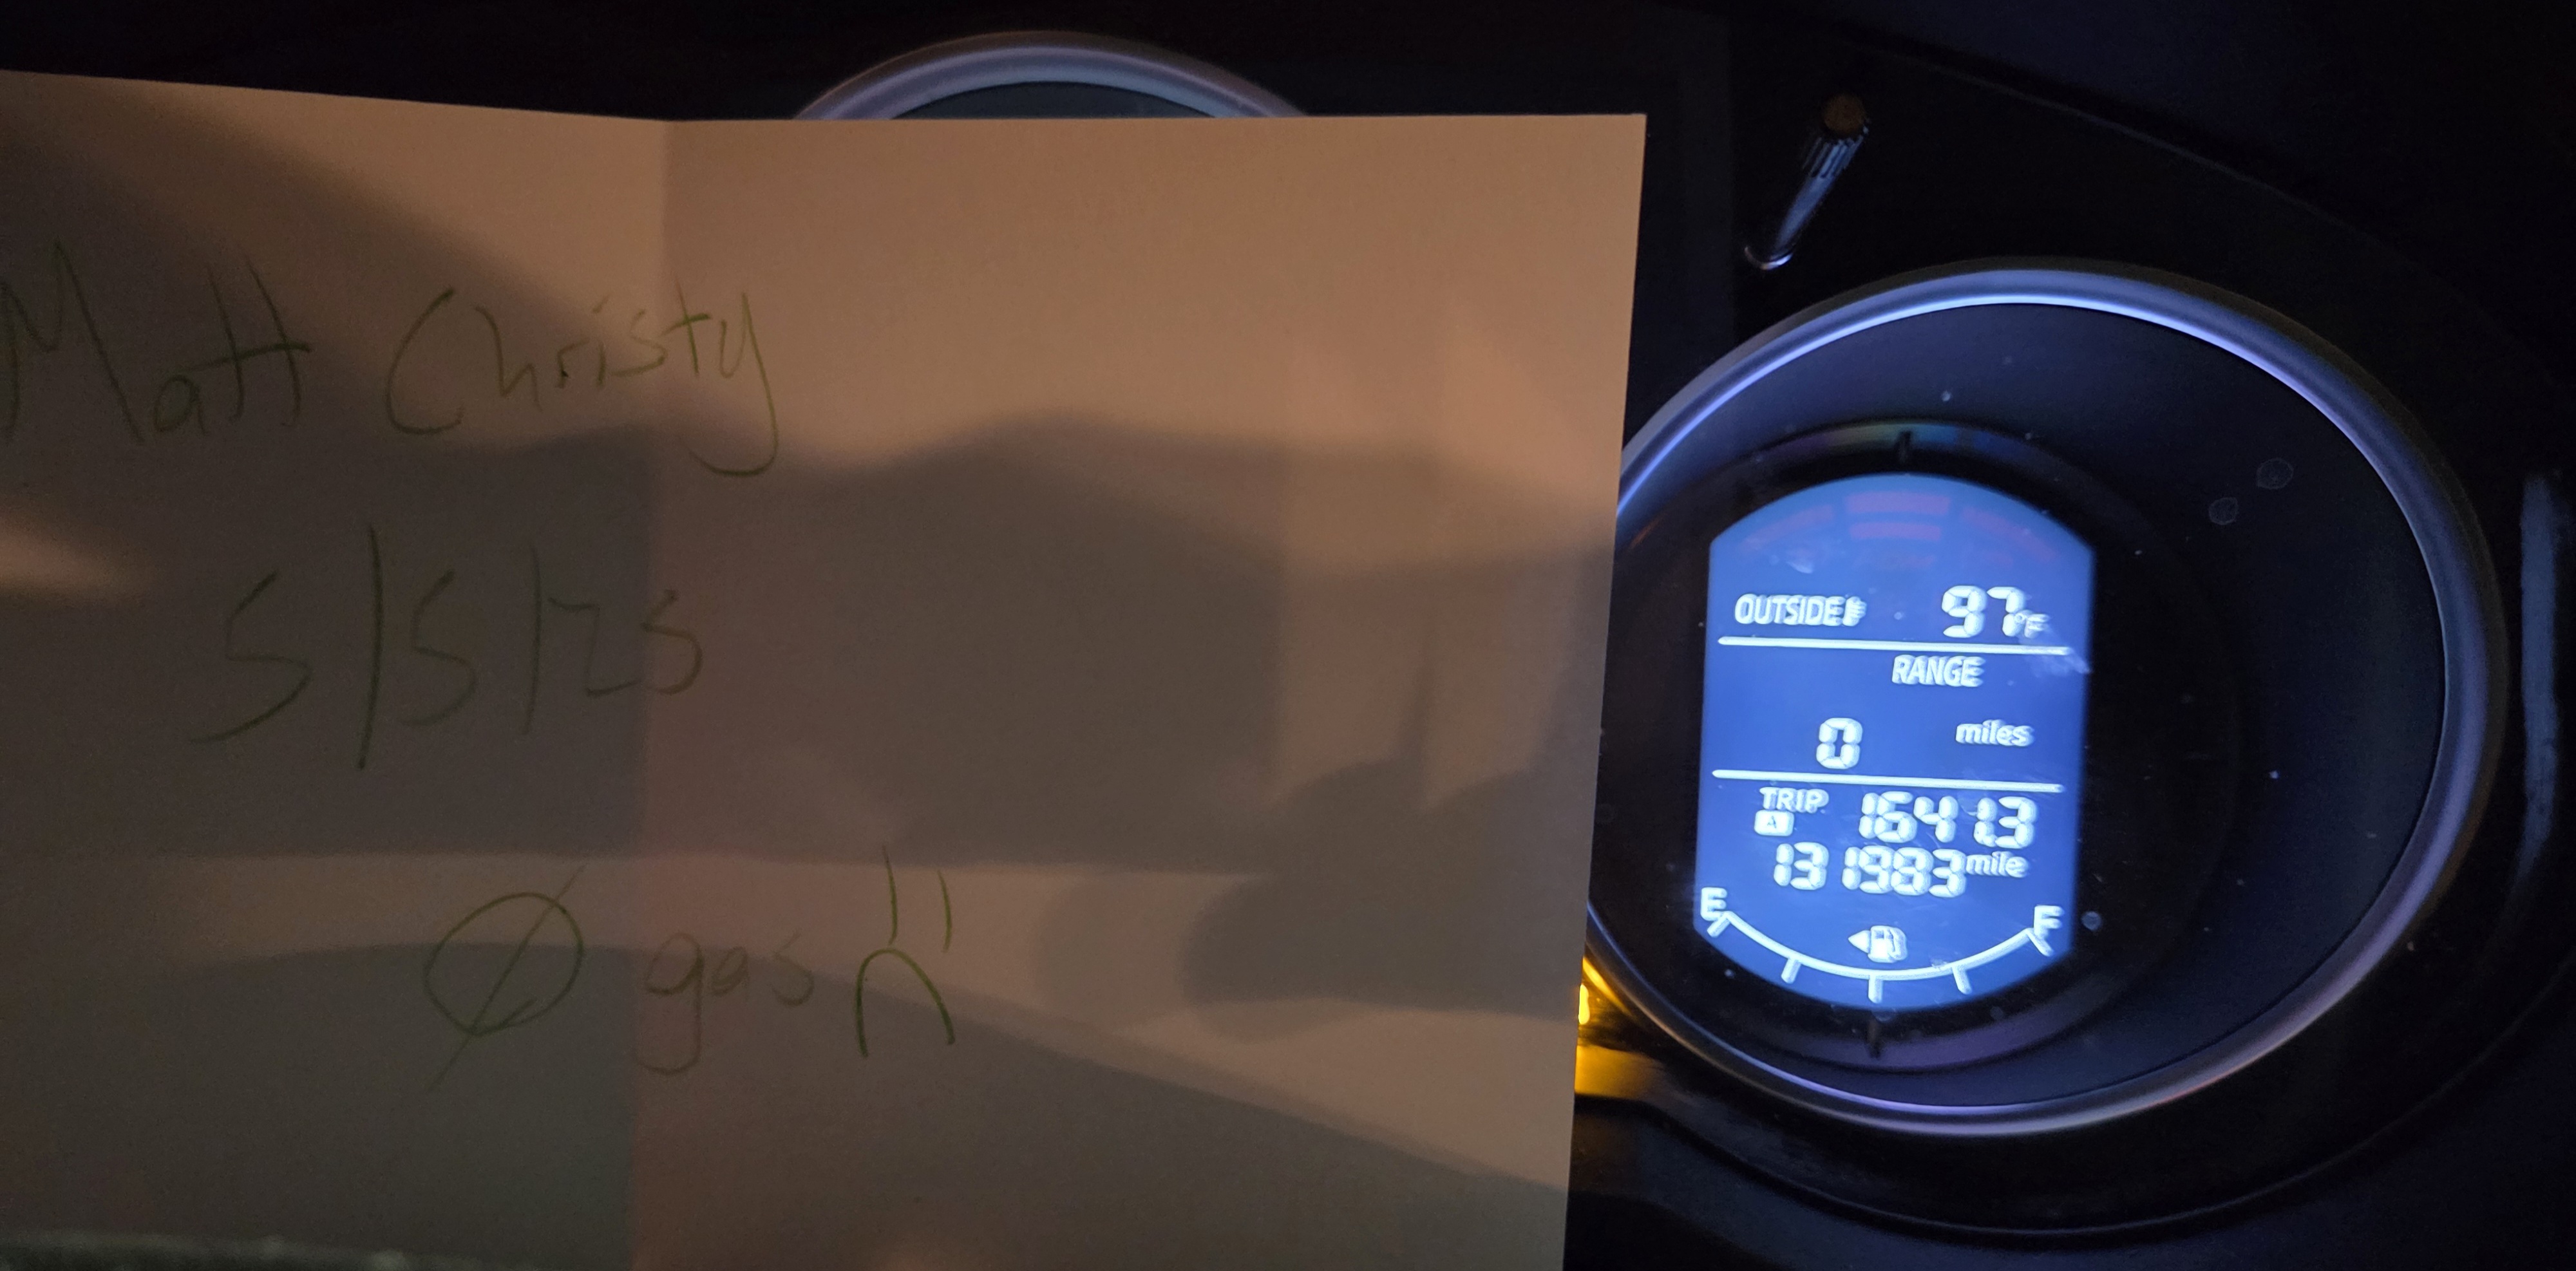 Matt Christy
5/5/25
Ø gas :(
OUTSIDE 97°F
RANGE
0 miles
TRIP A 1641.3
131983 mile
E F